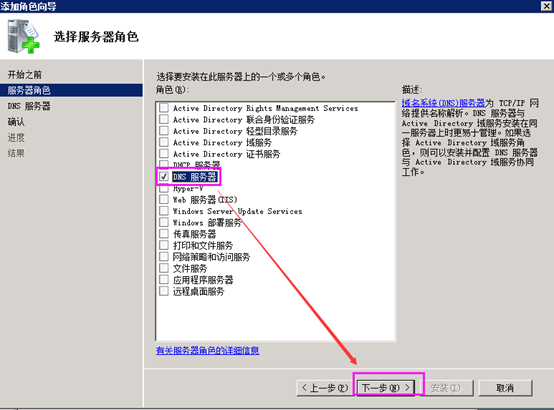 添加角色向导
选择服务器角色
开始之前
服务器角色
DNS 服务器
确认
进度
结果
选择要安装在此服务器上的一个或多个角色。
角色(R):
Active Directory Rights Management Services
Active Directory 联合身份验证服务
Active Directory 轻型目录服务
Active Directory 域服务
Active Directory 证书服务
DHCP 服务器
DNS 服务器
Hyper-V
Web 服务器(IIS)
Windows Server Update Services
Windows 部署服务
传真服务器
打印和文件服务
网络策略和访问服务
文件服务
应用程序服务器
远程桌面服务
有关服务器角色的详细信息
描述:
域名系统(DNS)服务器为 TCP/IP 网
络提供名称解析。DNS 服务器与
Active Directory 域服务安装在同
一服务器上时更易于管理。如果选
择 Active Directory 域服务角
色，则可以安装并配置 DNS 服务器
与 Active Directory 域服务协同
工作。
< 上一步(P)
下一步(N) >
安装(I)
取消